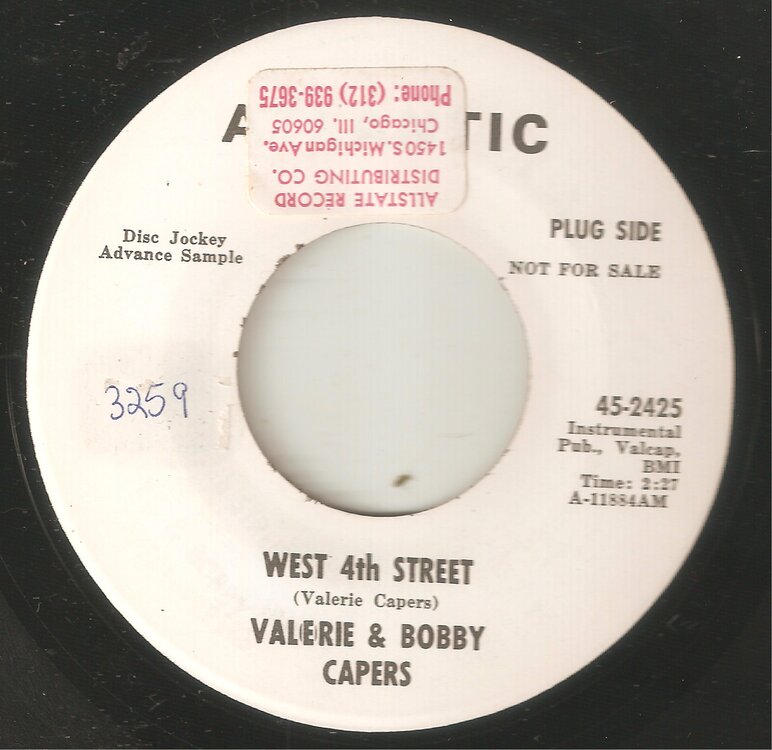 A TIC
ALLSTATE RECORD
DISTRIBUTING CO.
1450 S. Michigan Ave.
Chicago, Ill. 60605
Phone: (312) 939-3675
Disc Jockey
Advance Sample
PLUG SIDE
NOT FOR SALE
3259
45-2425
Instrumental
Pub., Valcap,
BMI
Time: 2:27
A-11884AM
WEST 4th STREET
(Valerie Capers)
VALERIE & BOBBY
CAPERS